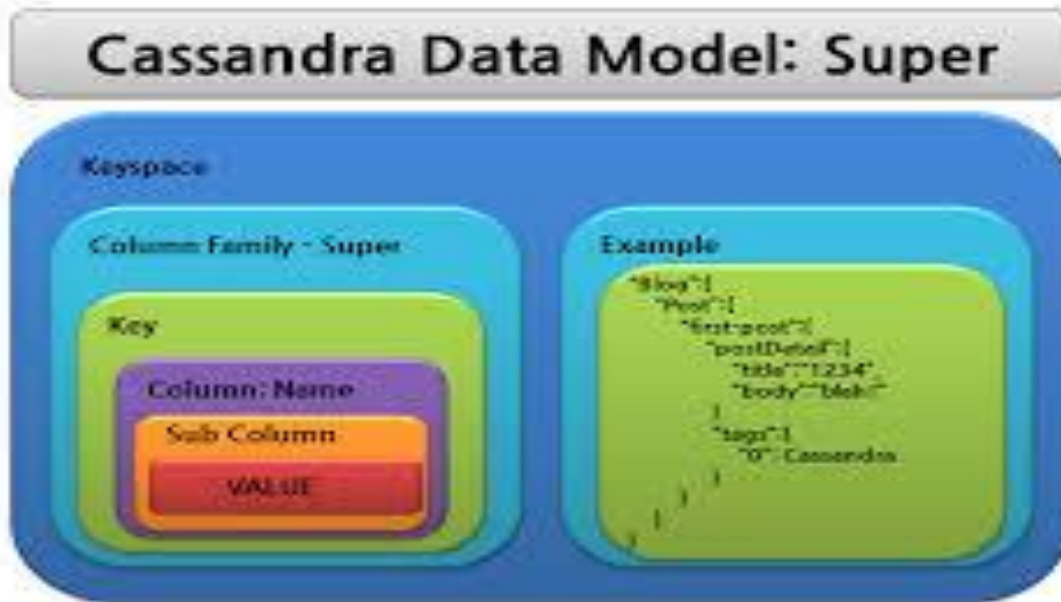 Cassandra Data Model: Super
Keyspace
Column Family - Super
Key
Column: Name
Sub Column
VALUE
Example
"Blog":{
"Post":{
"first-post":{
"postDetail":{
"title":"1234",
"body":"blah!"
}
"tags":{
"0": Cassandra
}
}
}
}